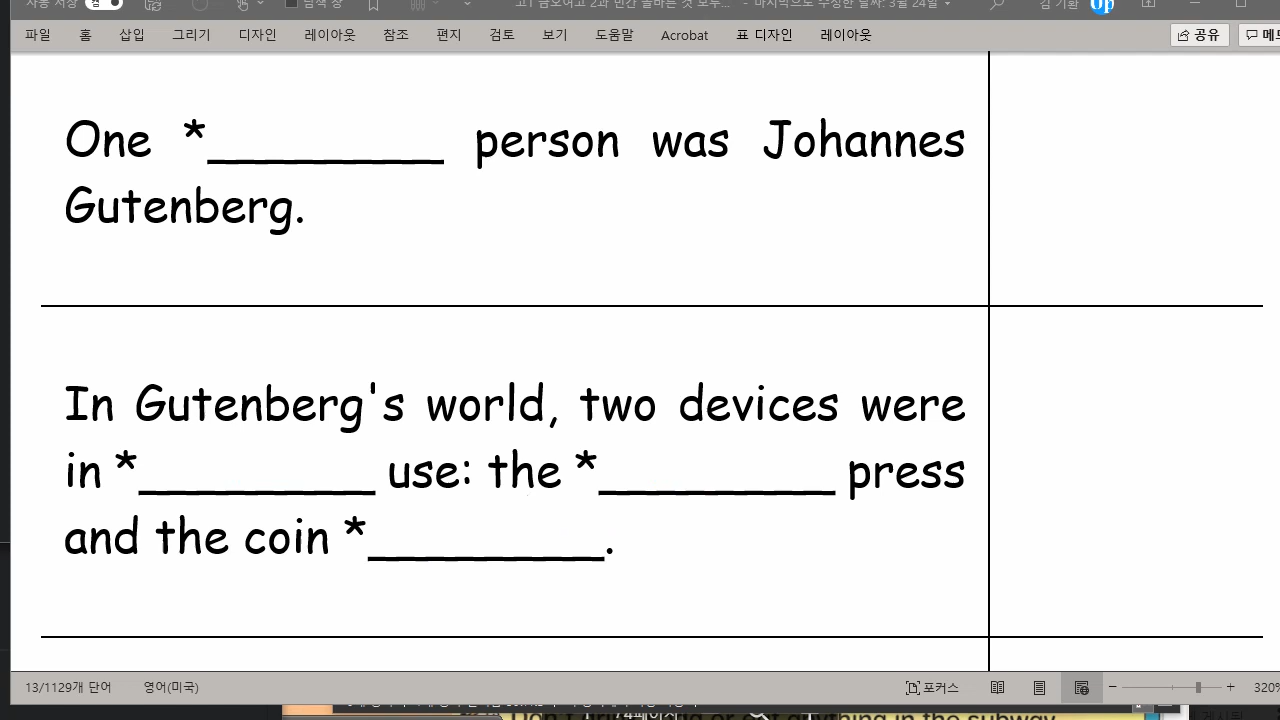 파일 홈 삽입 그리기 디자인 레이아웃 참조 편지 검토 보기 도움말 Acrobat 표 디자인 레이아웃 공유
One *________ person was Johannes
Gutenberg.
In Gutenberg's world, two devices were
in *________ use: the *________ press
and the coin *________.
13/1129개 단어 영어(미국) 포커스 320%